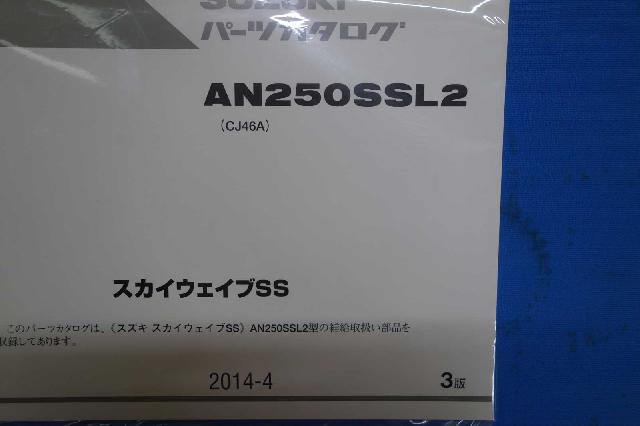 SUZUKI
パーツカタログ
AN250SSL2
(CJ46A)
スカイウェイブSS
このパーツカタログは、〈スズキ スカイウェイブSS〉AN250SSL2型の補給取扱い部品を
収録してあります。
2014-4
3版